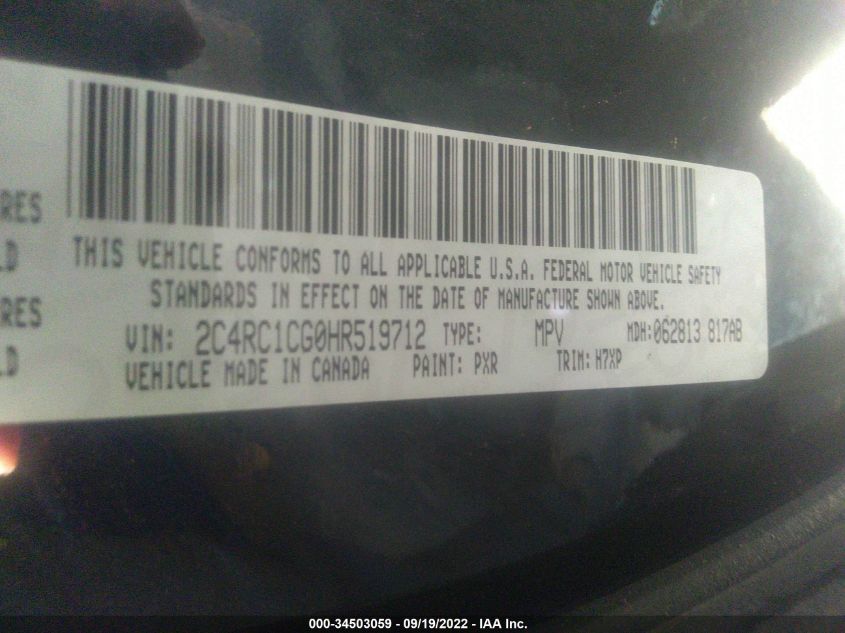 RES
LD
RES
LD
THIS VEHICLE CONFORMS TO ALL APPLICABLE U.S.A. FEDERAL MOTOR VEHICLE SAFETY
STANDARDS IN EFFECT ON THE DATE OF MANUFACTURE SHOWN ABOVE.
VIN: 2C4RC1CG0HR519712 TYPE: MPV MDH:062813 817AB
VEHICLE MADE IN CANADA PAINT: PXR TRIM: H7XP
000-34503059 - 09/19/2022 - IAA Inc.